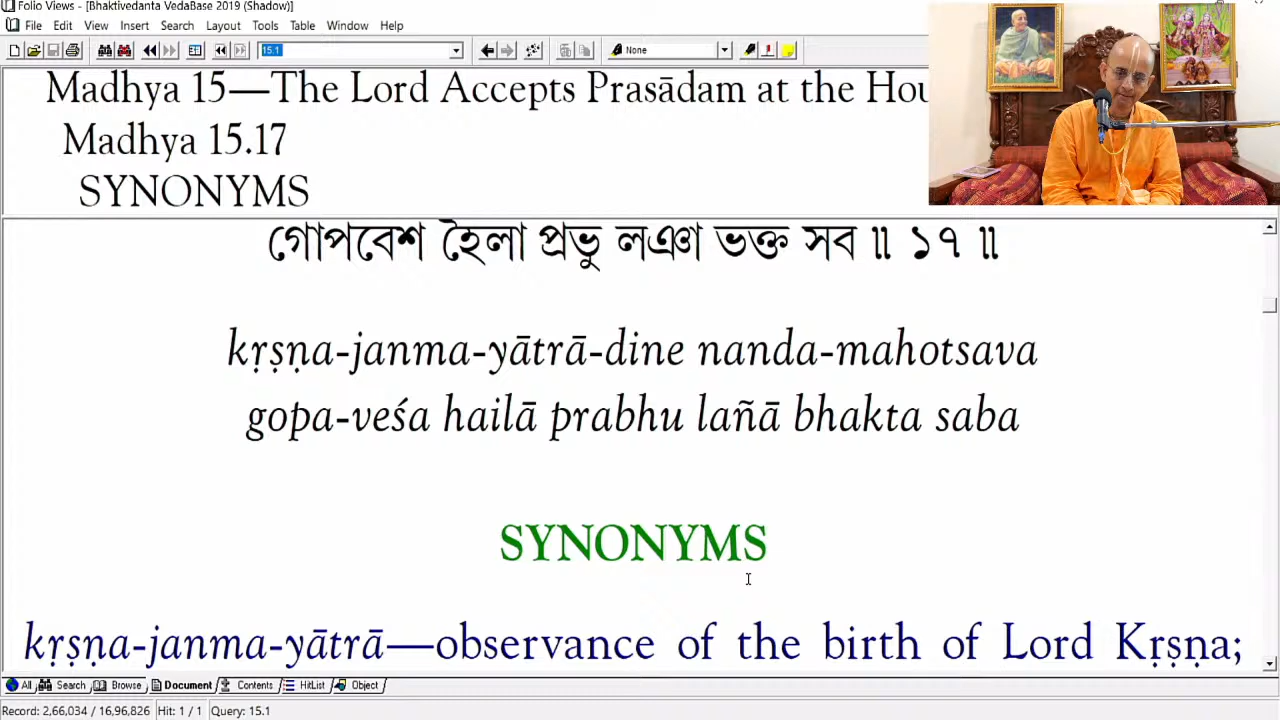 Folio Views - [Bhaktivedanta VedaBase 2019 (Shadow)]
File Edit View Insert Search Layout Tools Table Window Help
15.1 None
Madhya 15—The Lord Accepts Prasādam at the Hou
Madhya 15.17
SYNONYMS
গোপবেশ হৈলা প্রভু লঞা ভক্ত সব ॥ ১৭ ॥
kṛṣṇa-janma-yātrā-dine nanda-mahotsava
gopa-veśa hailā prabhu lañā bhakta saba
SYNONYMS
kṛṣṇa-janma-yātrā—observance of the birth of Lord Kṛṣṇa;
All Search Browse Document Contents HitList Object
Record: 2,66,034 / 16,96,826 Hit: 1 / 1 Query: 15.1